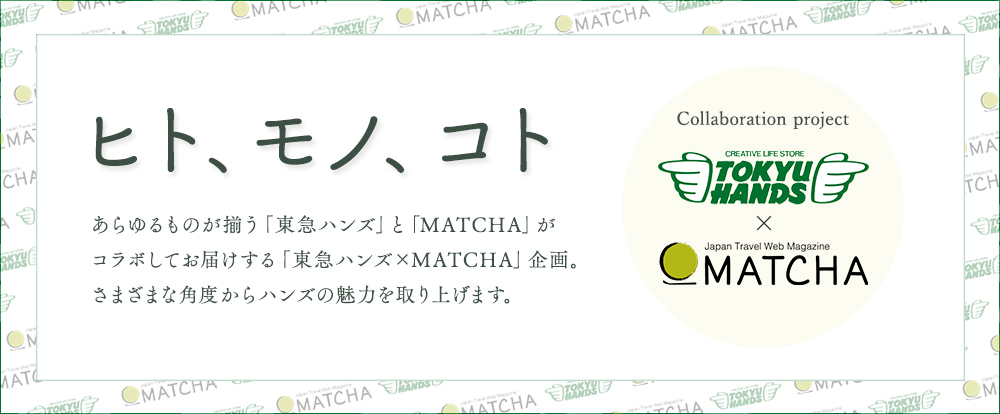 ヒト、モノ、コト
あらゆるものが揃う「東急ハンズ」と「MATCHA」が
コラボしてお届けする「東急ハンズ×MATCHA」企画。
さまざまな角度からハンズの魅力を取り上げます。
Collaboration project
CREATIVE LIFE STORE
TOKYU
HANDS
×
Japan Travel Web Magazine
MATCHA